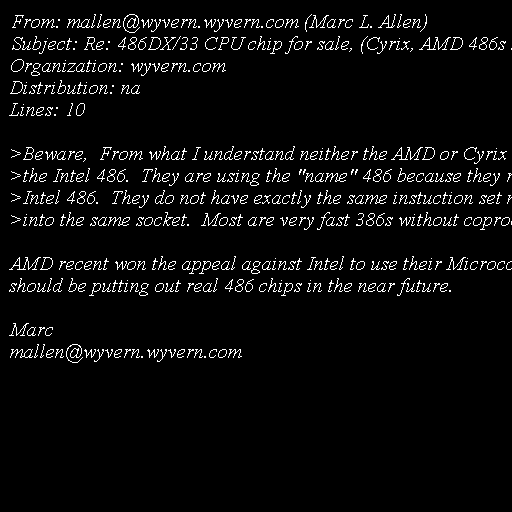 From: mallen@wyvern.wyvern.com (Marc L. Allen)
Subject: Re: 486DX/33 CPU chip for sale, (Cyrix, AMD 486s
Organization: wyvern.com
Distribution: na
Lines: 10

>Beware,  From what I understand neither the AMD or Cyrix
>the Intel 486.  They are using the "name" 486 because they
>Intel 486.  They do not have exactly the same instuction set
>into the same socket.  Most are very fast 386s without

AMD recent won the appeal against Intel to use their
should be putting out real 486 chips in the near future.

Marc
mallen@wyvern.wyvern.com